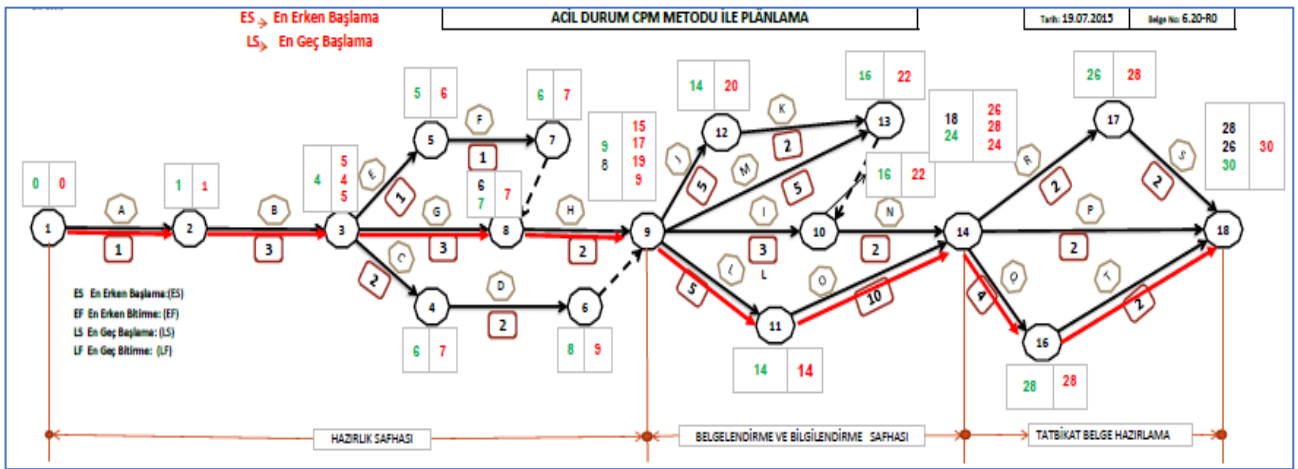 ES En Erken Başlama
LS En Geç Başlama
ACİL DURUM CPM METODU İLE PLÂNLAMA
Tarih: 19.07.2015
Belge No: 6.20-R0
0 0
1 1
4
5
4
5
5 6
6 7
6
7
7
9
8
15
17
19
9
14 20
16 22
16 22
18
24
26
28
24
26 28
28
26
30
30
6 7
8 9
14 14
28 28
1
2
3
4
5
6
7
8
9
10
11
12
13
14
16
17
18
A
1
B
3
E
1
F
1
G
3
H
2
C
2
D
2
J
5
K
2
M
5
I
3
L
N
2
L
5
O
10
R
2
S
2
P
2
Q
4
T
2
ES En Erken Başlama:(ES)
EF En Erken Bitirme: (EF)
LS En Geç Başlama: (LS)
LF En Geç Bitirme: (LF)
HAZIRLIK SAFHASI
BELGELENDİRME VE BİLGİLENDİRME SAFHASI
TATBİKAT BELGE HAZIRLAMA